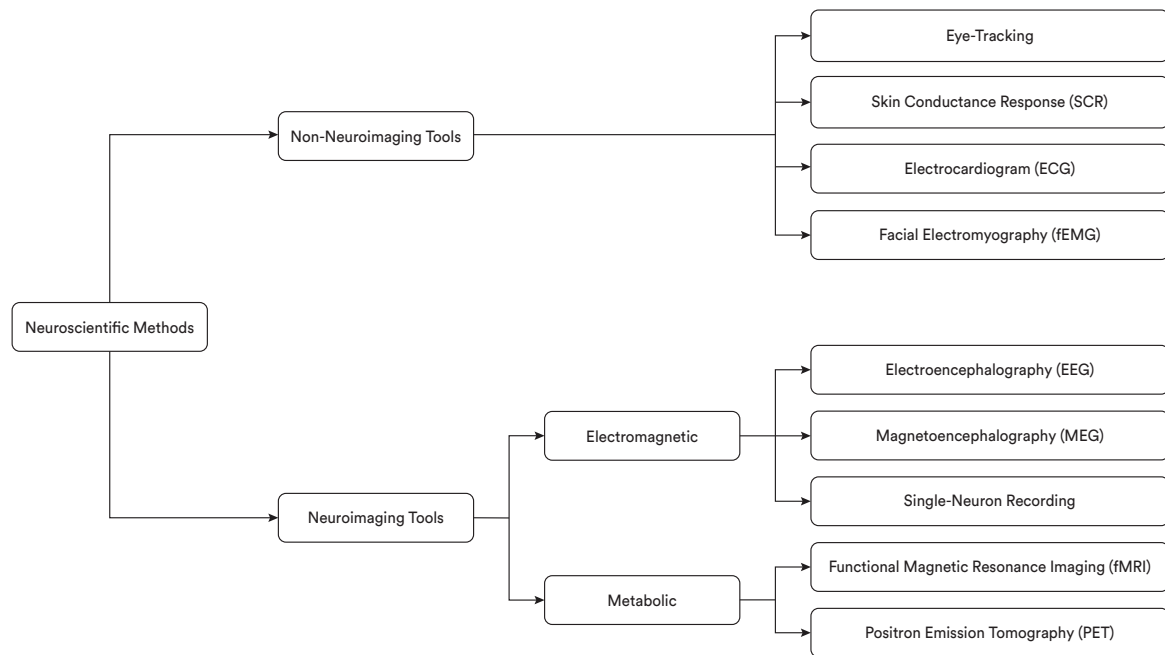 Eye-Tracking
Skin Conductance Response (SCR)
Non-Neuroimaging Tools
Electrocardiogram (ECG)
Facial Electromyography (fEMG)
Neuroscientific Methods
Electroencephalography (EEG)
Electromagnetic
Magnetoencephalography (MEG)
Single-Neuron Recording
Neuroimaging Tools
Functional Magnetic Resonance Imaging (fMRI)
Metabolic
Positron Emission Tomography (PET)